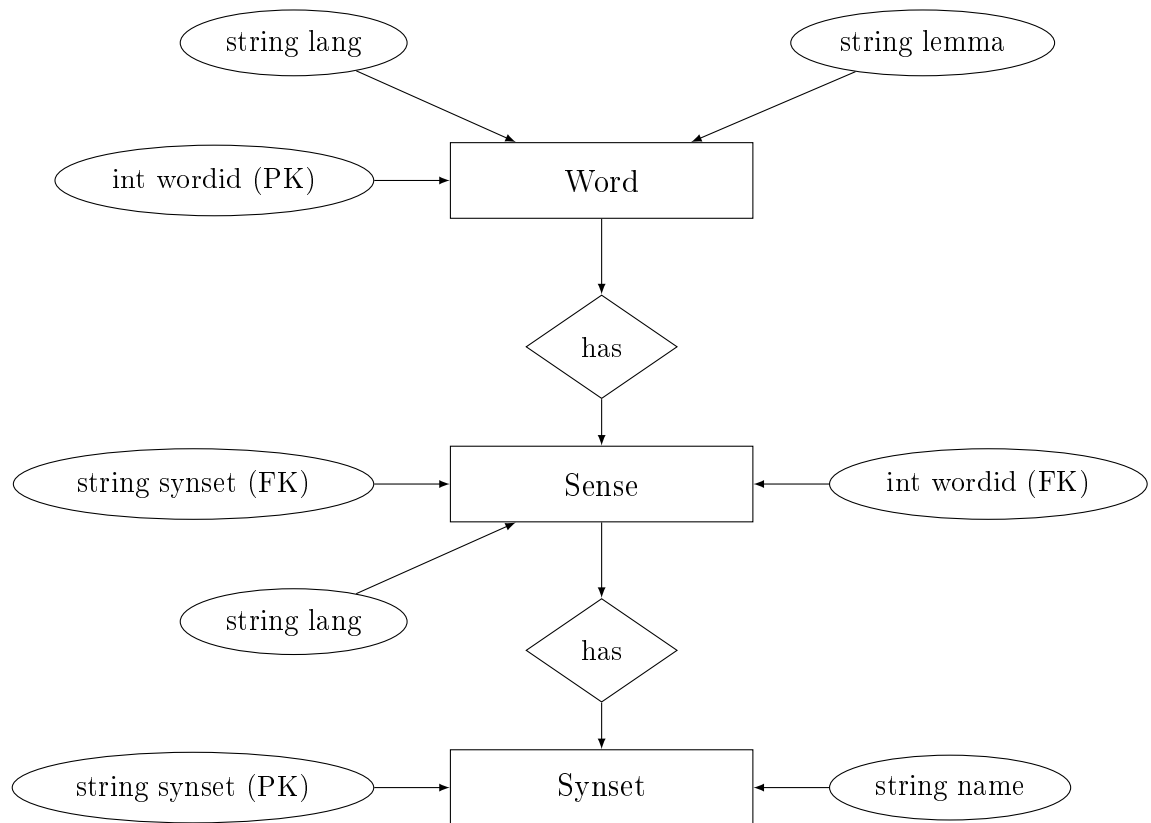 string lang
string lemma
int wordid (PK)
Word
has
string synset (FK)
Sense
int wordid (FK)
string lang
has
string synset (PK)
Synset
string name